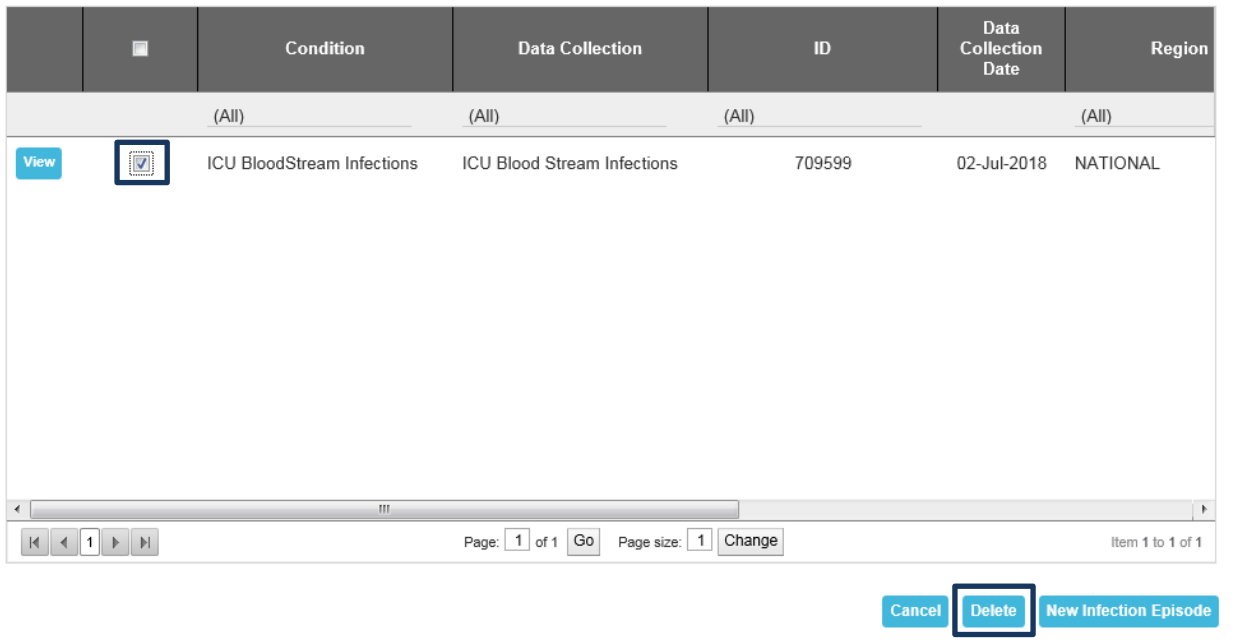 Condition Data Collection ID Data Collection Date Region
(All) (All) (All) (All)
View ICU BloodStream Infections ICU Blood Stream Infections 709599 02-Jul-2018 NATIONAL
1 Page: 1 of 1 Go Page size: 1 Change Item 1 to 1 of 1
Cancel Delete New Infection Episode